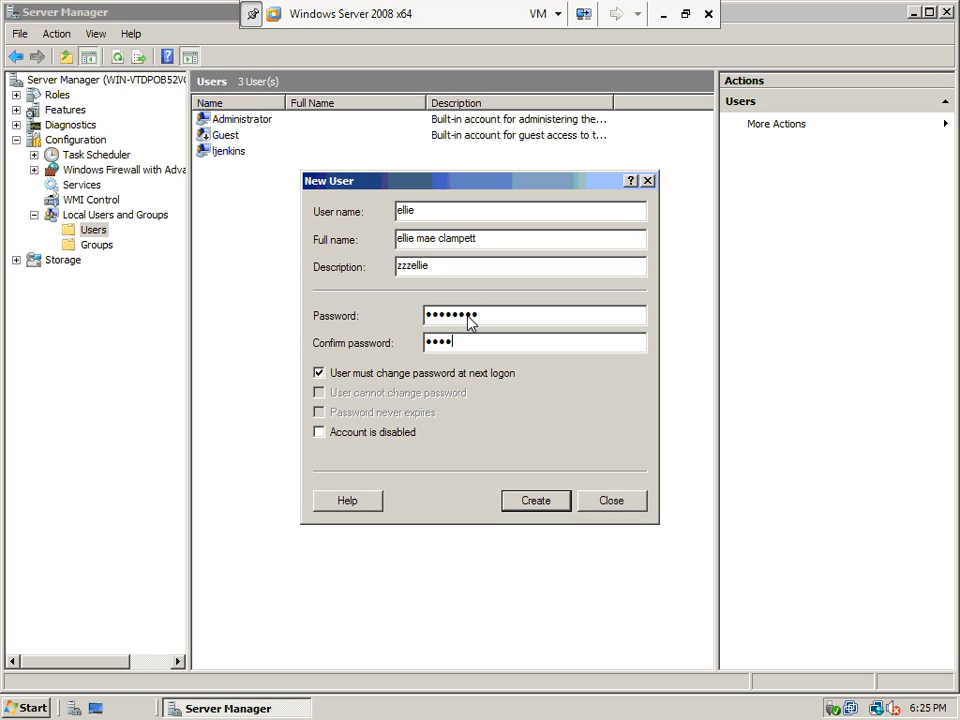 Server Manager
Windows Server 2008 x64
VM
File Action View Help
Server Manager (WIN-VTDPOB52V
Roles
Features
Diagnostics
Configuration
Task Scheduler
Windows Firewall with Adva
Services
WMI Control
Local Users and Groups
Users
Groups
Storage
Users 3 User(s)
Name Full Name Description
Administrator Built-in account for administering the...
Guest Built-in account for guest access to t...
ljenkins
New User
User name: ellie
Full name: ellie mae clampett
Description: zzzellie
Password: ••••••••
Confirm password: ••••
User must change password at next logon
User cannot change password
Password never expires
Account is disabled
Help Create Close
Actions
Users
More Actions
Start
Server Manager
6:25 PM